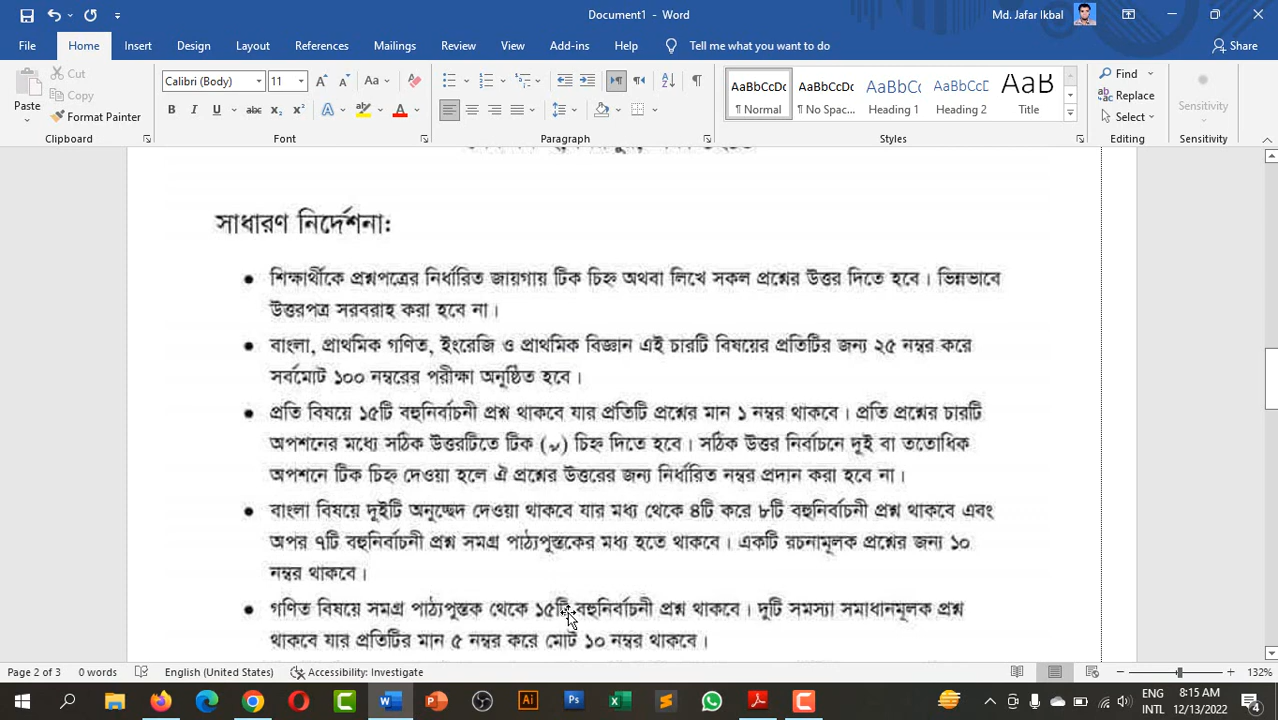 Document1 - Word
Md. Jafar Ikbal
File Home Insert Design Layout References Mailings Review View Add-ins Help Tell me what you want to do Share
Paste
Cut
Copy
Format Painter
Clipboard
Calibri (Body) 11
Font
Paragraph
AaBbCcDc AaBbCcDc AaBbCc AaBbCcD AaB
¶ Normal ¶ No Spac... Heading 1 Heading 2 Title
Styles
Find
Replace
Select
Editing
Sensitivity
Sensitivity
সাধারণ নির্দেশনা:
● শিক্ষার্থীকে প্রশ্নপত্রের নির্ধারিত জায়গায় টিক চিহ্ন অথবা লিখে সকল প্রশ্নের উত্তর দিতে হবে। ভিন্নভাবে
উত্তরপত্র সরবরাহ করা হবে না।
● বাংলা, প্রাথমিক গণিত, ইংরেজি ও প্রাথমিক বিজ্ঞান এই চারটি বিষয়ের প্রতিটির জন্য ২৫ নম্বর করে
সর্বমোট ১০০ নম্বরের পরীক্ষা অনুষ্ঠিত হবে।
● প্রতি বিষয়ে ১৫টি বহুনির্বাচনী প্রশ্ন থাকবে যার প্রতিটি প্রশ্নের মান ১ নম্বর থাকবে। প্রতি প্রশ্নের চারটি
অপশনের মধ্যে সঠিক উত্তরটিতে টিক (✓) চিহ্ন দিতে হবে। সঠিক উত্তর নির্বাচনে দুই বা ততোধিক
অপশনে টিক চিহ্ন দেওয়া হলে ঐ প্রশ্নের উত্তরের জন্য নির্ধারিত নম্বর প্রদান করা হবে না।
● বাংলা বিষয়ে দুইটি অনুচ্ছেদ দেওয়া থাকবে যার মধ্য থেকে ৪টি করে ৮টি বহুনির্বাচনী প্রশ্ন থাকবে এবং
অপর ৭টি বহুনির্বাচনী প্রশ্ন সমগ্র পাঠ্যপুস্তকের মধ্য হতে থাকবে। একটি রচনামূলক প্রশ্নের জন্য ১০
নম্বর থাকবে।
● গণিত বিষয়ে সমগ্র পাঠ্যপুস্তক থেকে ১৫টি বহুনির্বাচনী প্রশ্ন থাকবে। দুটি সমস্যা সমাধানমূলক প্রশ্ন
থাকবে যার প্রতিটির মান ৫ নম্বর করে মোট ১০ নম্বর থাকবে।
Page 2 of 3 0 words English (United States) Accessibility: Investigate 132%
ENG
INTL
8:15 AM
12/13/2022
4